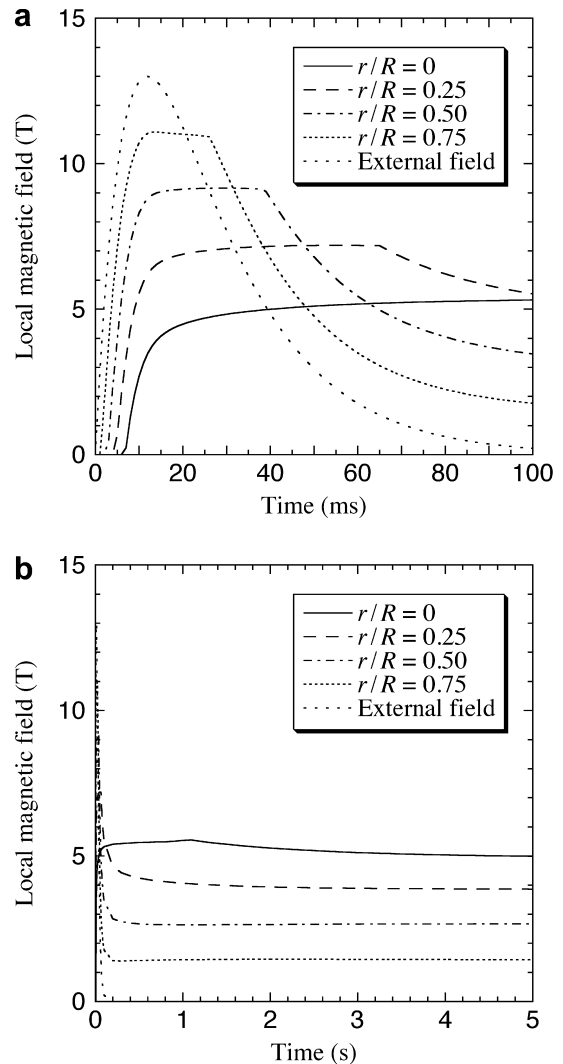 a
15
10
5
0
Local magnetic field (T)
r/R = 0
r/R = 0.25
r/R = 0.50
r/R = 0.75
External field
0 20 40 60 80 100
Time (ms)
b
15
10
5
0
Local magnetic field (T)
r/R = 0
r/R = 0.25
r/R = 0.50
r/R = 0.75
External field
0 1 2 3 4 5
Time (s)